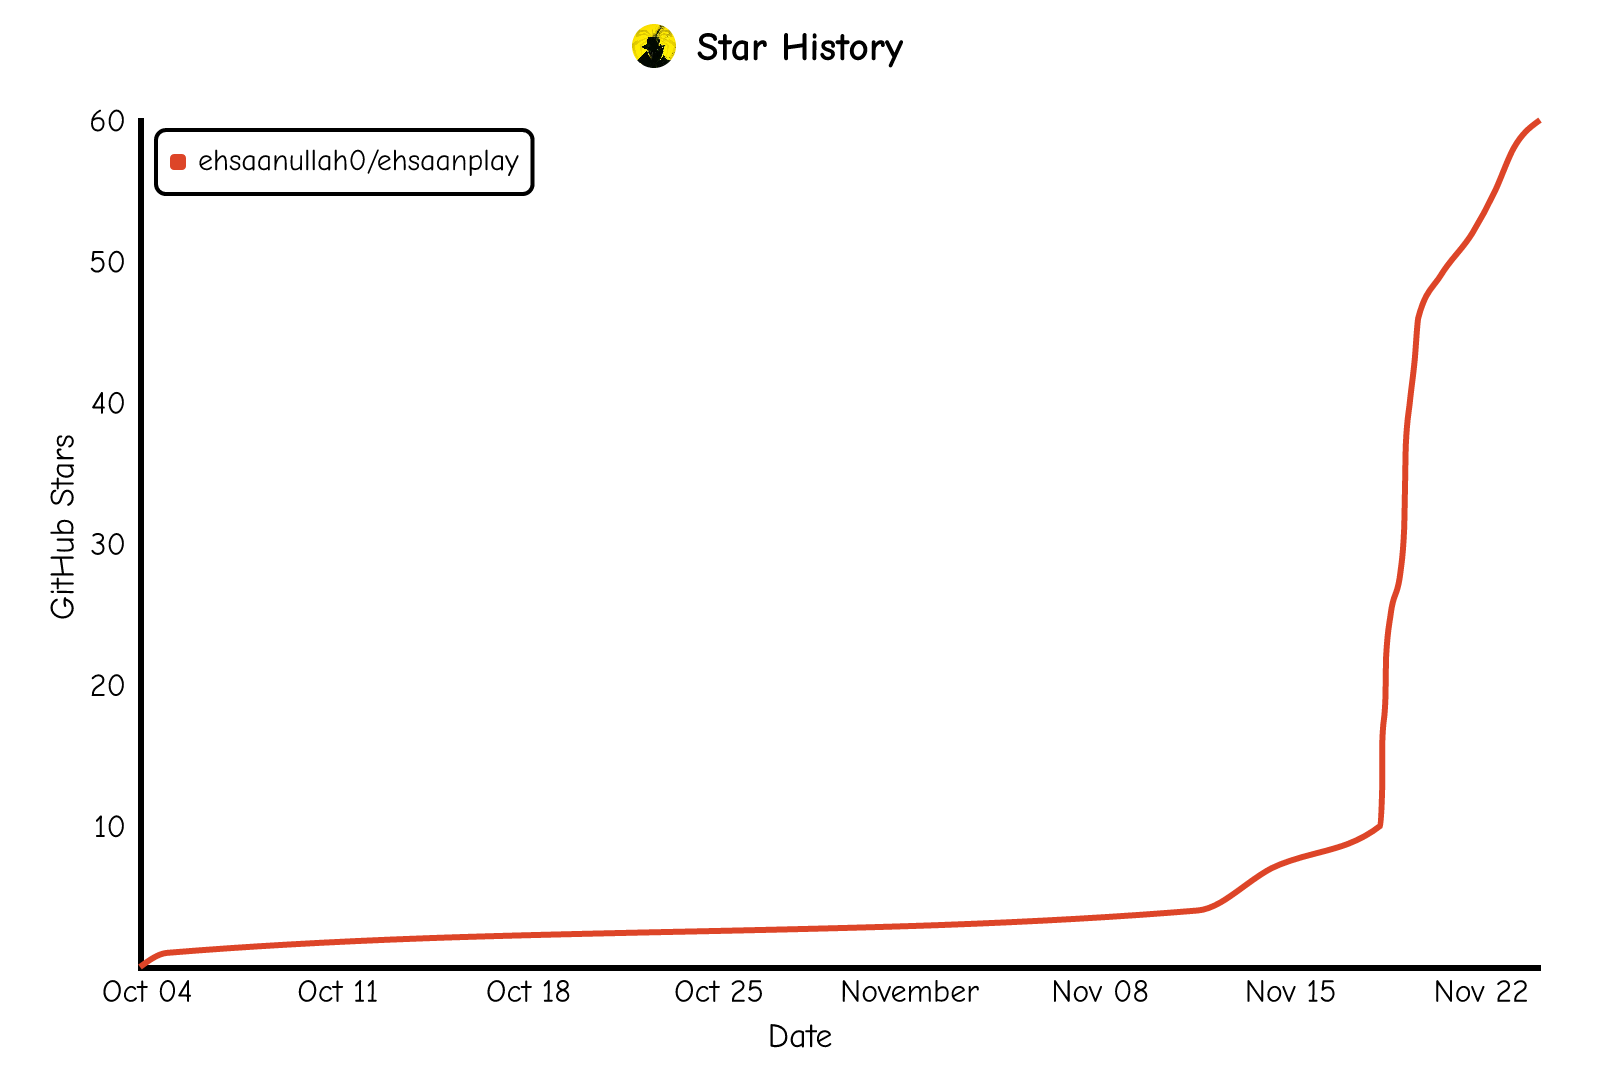 Star History
ehsaanullah0/ehsaanplay
60
50
40
30
20
10
GitHub Stars
Oct 04 Oct 11 Oct 18 Oct 25 November Nov 08 Nov 15 Nov 22
Date